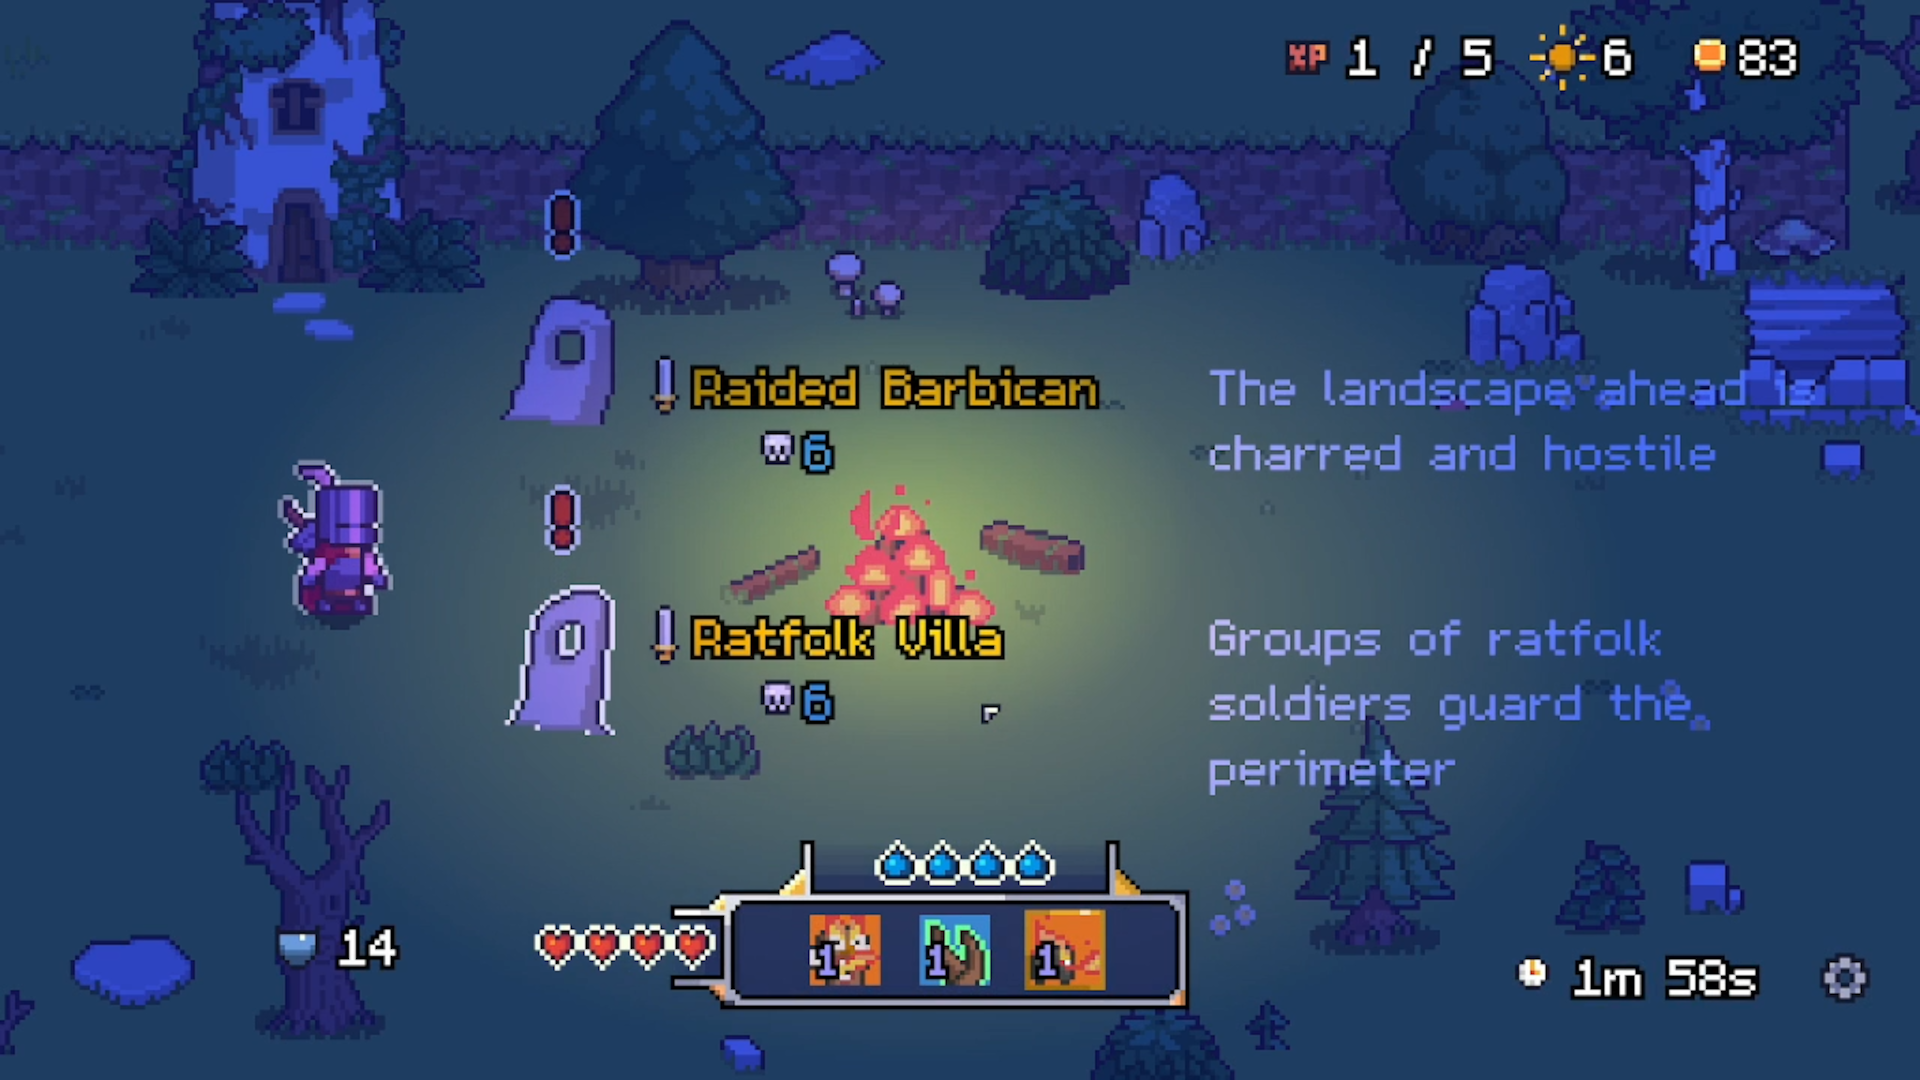 XP 1 / 5 6 83
Raided Barbican
6
The landscape ahead is
charred and hostile
Ratfolk Villa
6
Groups of ratfolk
soldiers guard the
perimeter
14
1 1 1
1m 58s